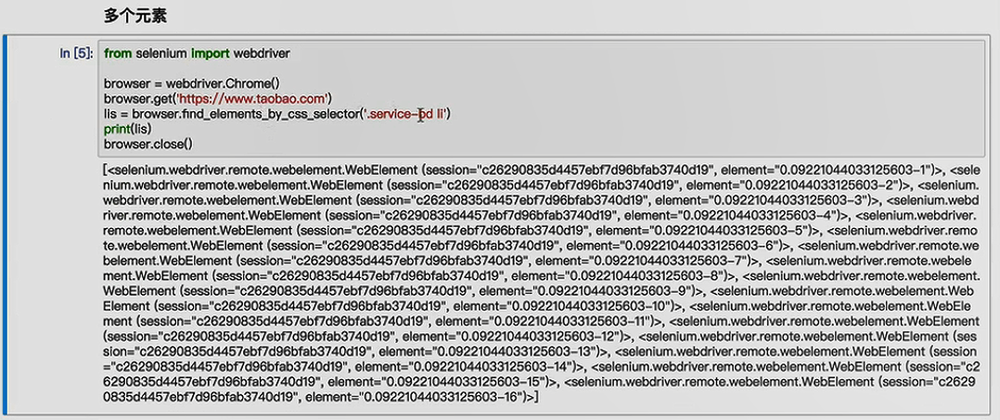 多个元素
In [5]: from selenium import webdriver
browser = webdriver.Chrome()
browser.get('https://www.taobao.com')
lis = browser.find_elements_by_css_selector('.service-bd li')
print(lis)
browser.close()
[<selenium.webdriver.remote.webelement.WebElement (session="c26290835d4457ebf7d96bfab3740d19", element="0.09221044033125603-1")>, <sele
nium.webdriver.remote.webelement.WebElement (session="c26290835d4457ebf7d96bfab3740d19", element="0.09221044033125603-2")>, <selenium.
webdriver.remote.webelement.WebElement (session="c26290835d4457ebf7d96bfab3740d19", element="0.09221044033125603-3")>, <selenium.webd
river.remote.webelement.WebElement (session="c26290835d4457ebf7d96bfab3740d19", element="0.09221044033125603-4")>, <selenium.webdriver.
remote.webelement.WebElement (session="c26290835d4457ebf7d96bfab3740d19", element="0.09221044033125603-5")>, <selenium.webdriver.remo
te.webelement.WebElement (session="c26290835d4457ebf7d96bfab3740d19", element="0.09221044033125603-6")>, <selenium.webdriver.remote.we
belement.WebElement (session="c26290835d4457ebf7d96bfab3740d19", element="0.09221044033125603-7")>, <selenium.webdriver.remote.webele
ment.WebElement (session="c26290835d4457ebf7d96bfab3740d19", element="0.09221044033125603-8")>, <selenium.webdriver.remote.webelement.
WebElement (session="c26290835d4457ebf7d96bfab3740d19", element="0.09221044033125603-9")>, <selenium.webdriver.remote.webelement.Web
Element (session="c26290835d4457ebf7d96bfab3740d19", element="0.09221044033125603-10")>, <selenium.webdriver.remote.webelement.WebEle
ment (session="c26290835d4457ebf7d96bfab3740d19", element="0.09221044033125603-11")>, <selenium.webdriver.remote.webelement.WebElement
(session="c26290835d4457ebf7d96bfab3740d19", element="0.09221044033125603-12")>, <selenium.webdriver.remote.webelement.WebElement (ses
sion="c26290835d4457ebf7d96bfab3740d19", element="0.09221044033125603-13")>, <selenium.webdriver.remote.webelement.WebElement (session
="c26290835d4457ebf7d96bfab3740d19", element="0.09221044033125603-14")>, <selenium.webdriver.remote.webelement.WebElement (session="c2
6290835d4457ebf7d96bfab3740d19", element="0.09221044033125603-15")>, <selenium.webdriver.remote.webelement.WebElement (session="c2629
0835d4457ebf7d96bfab3740d19", element="0.09221044033125603-16")>]